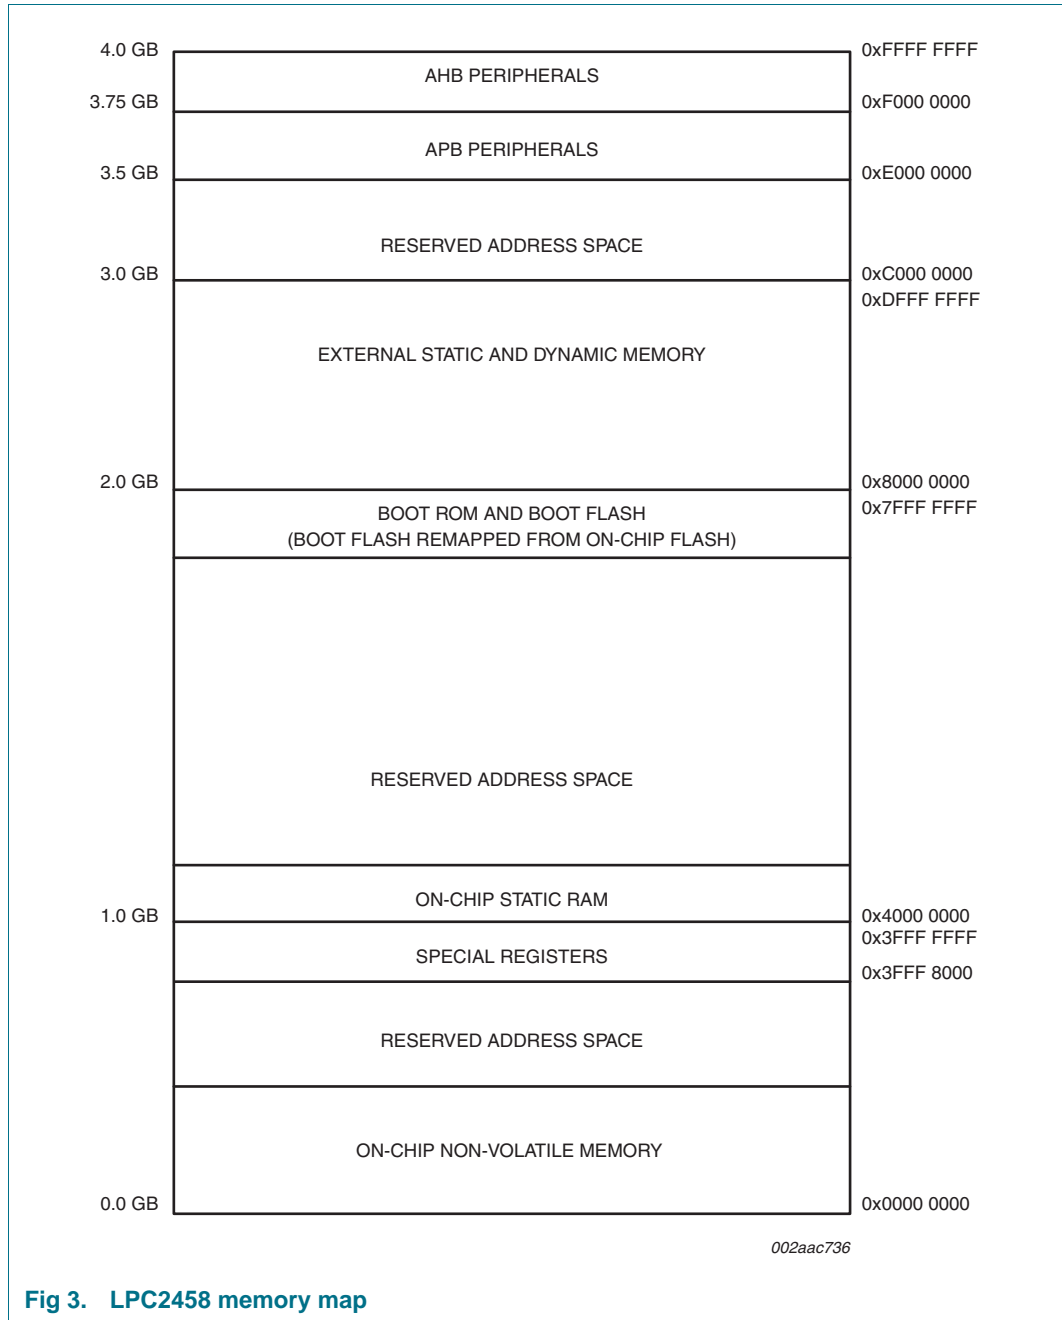 4.0 GB
0xFFFF FFFF
AHB PERIPHERALS
3.75 GB
0xF000 0000
APB PERIPHERALS
3.5 GB
0xE000 0000
RESERVED ADDRESS SPACE
3.0 GB
0xC000 0000
0xDFFF FFFF
EXTERNAL STATIC AND DYNAMIC MEMORY
2.0 GB
0x8000 0000
0x7FFF FFFF
BOOT ROM AND BOOT FLASH
(BOOT FLASH REMAPPED FROM ON-CHIP FLASH)
RESERVED ADDRESS SPACE
ON-CHIP STATIC RAM
1.0 GB
0x4000 0000
0x3FFF FFFF
SPECIAL REGISTERS
0x3FFF 8000
RESERVED ADDRESS SPACE
ON-CHIP NON-VOLATILE MEMORY
0.0 GB
0x0000 0000
002aac736
Fig 3. LPC2458 memory map